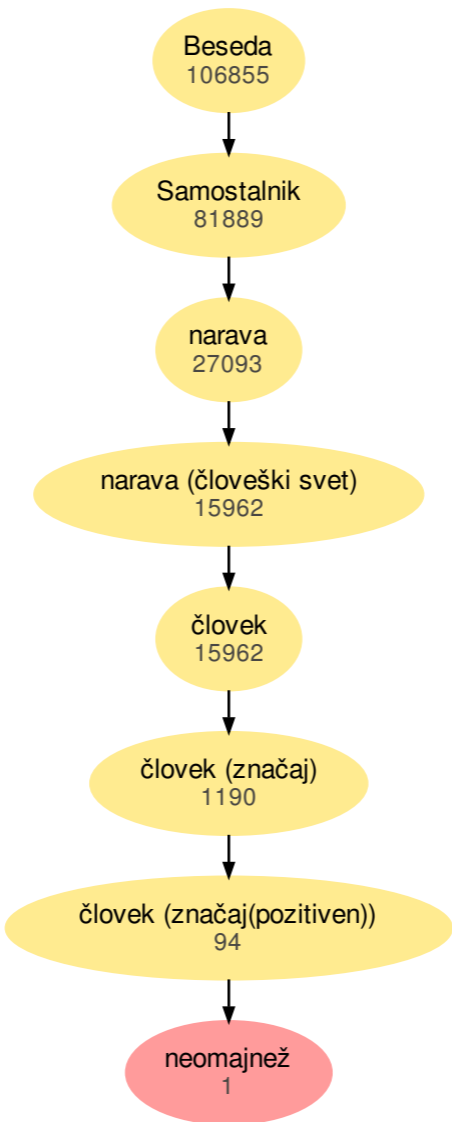 Beseda
106855
Samostalnik
81889
narava
27093
narava (človeški svet)
15962
človek
15962
človek (značaj)
1190
človek (značaj(pozitiven))
94
neomajnež
1